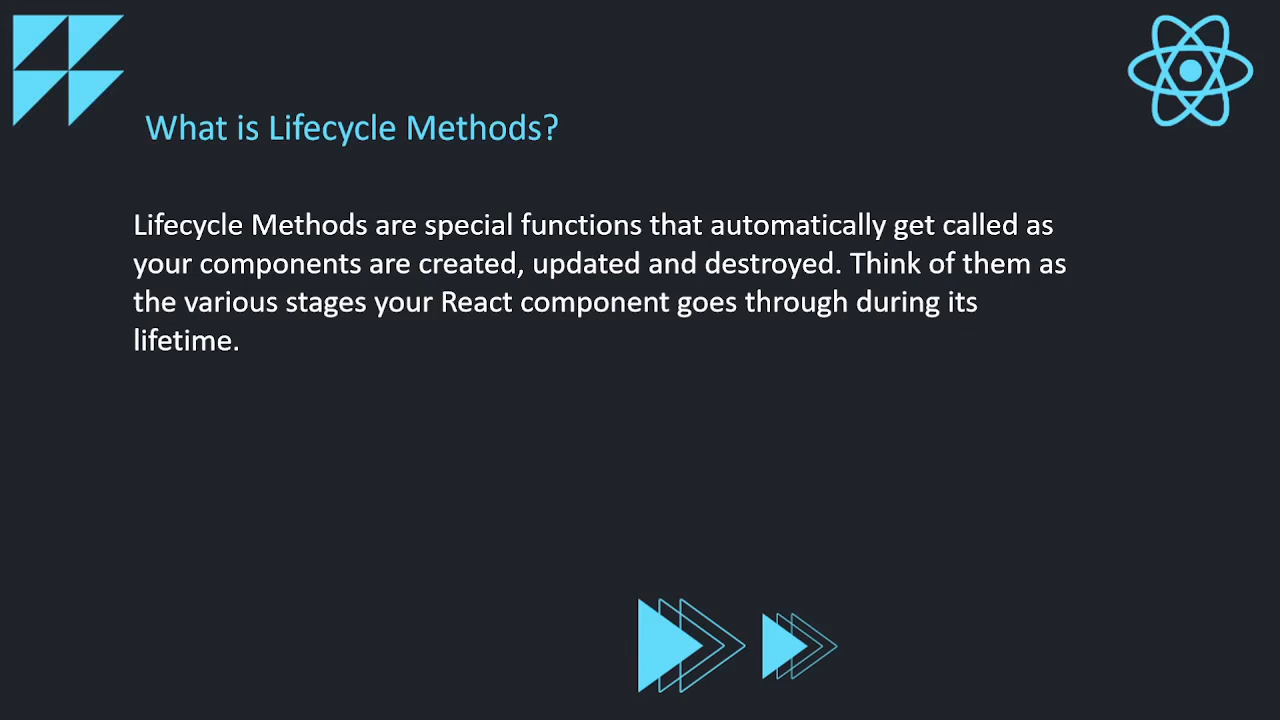 What is Lifecycle Methods?
Lifecycle Methods are special functions that automatically get called as
your components are created, updated and destroyed. Think of them as
the various stages your React component goes through during its
lifetime.